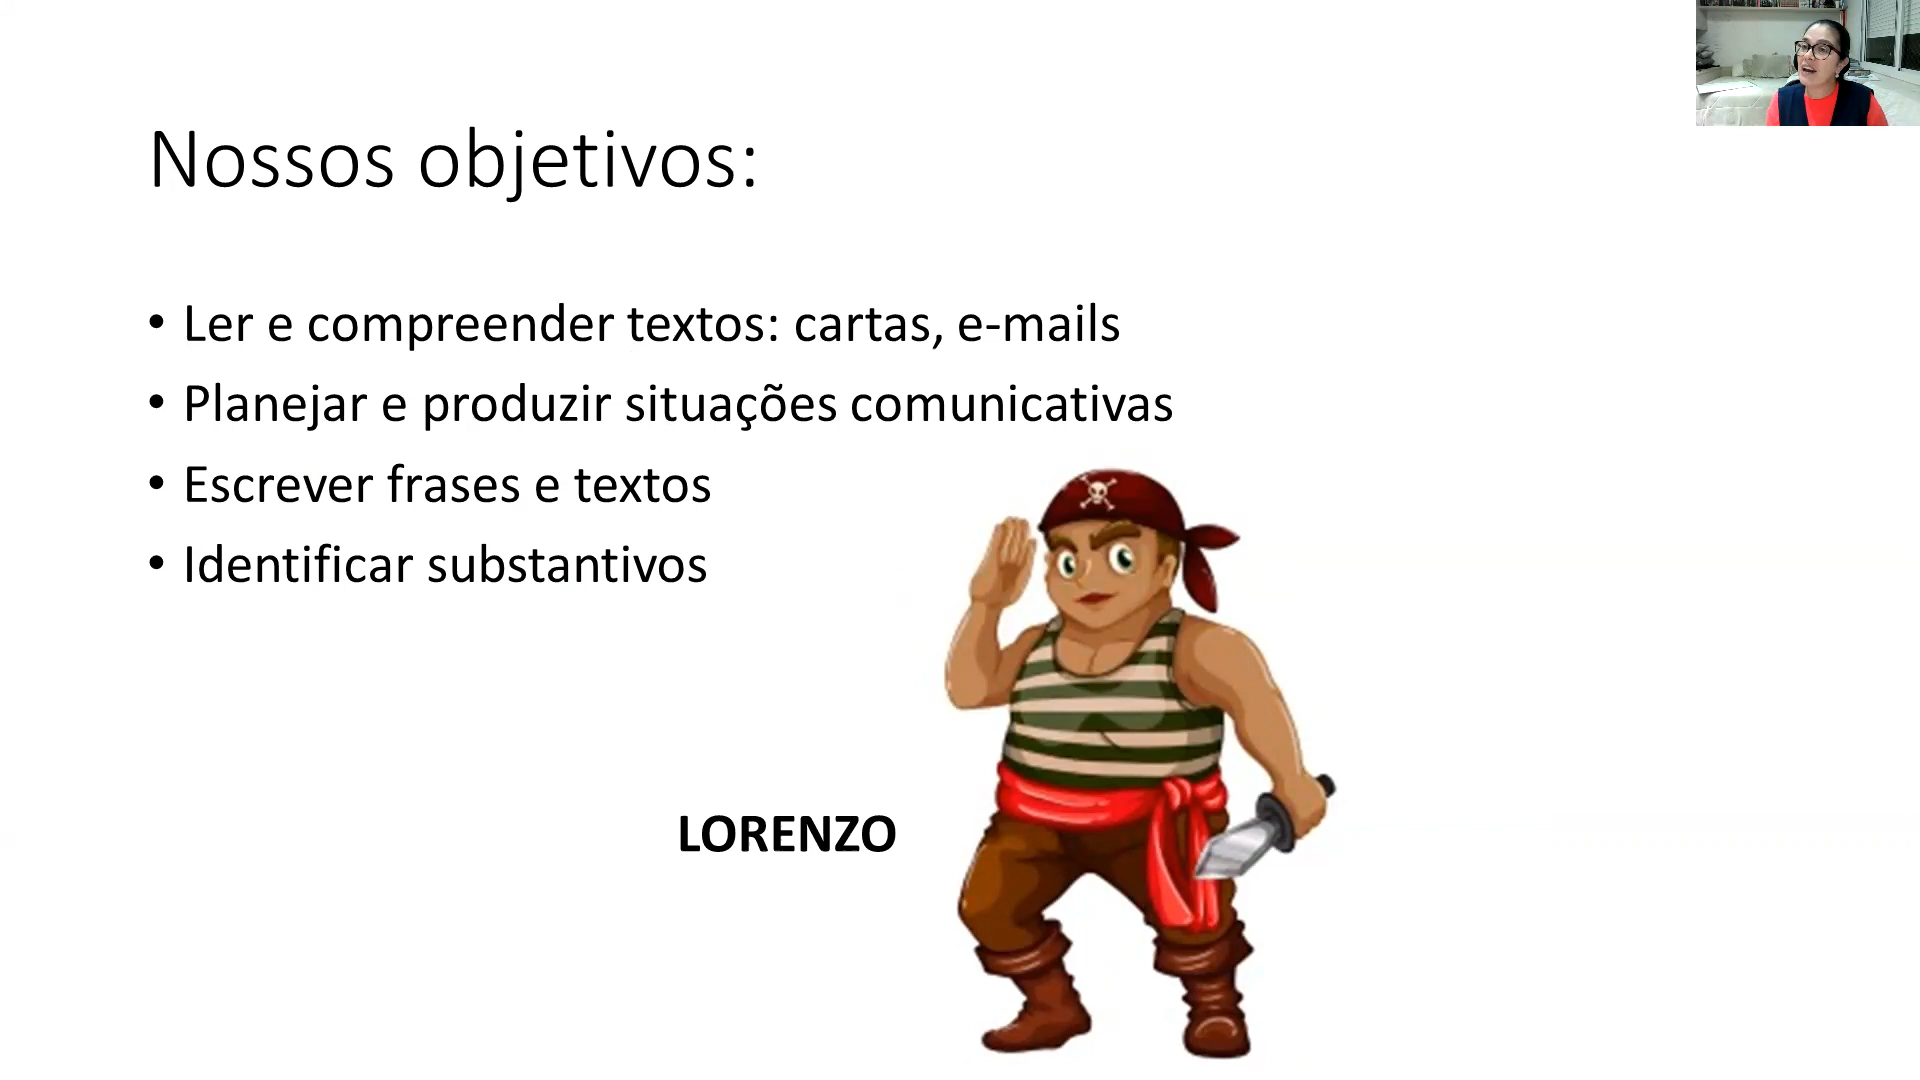 Nossos objetivos:
• Ler e compreender textos: cartas, e-mails
• Planejar e produzir situações comunicativas
• Escrever frases e textos
• Identificar substantivos
LORENZO